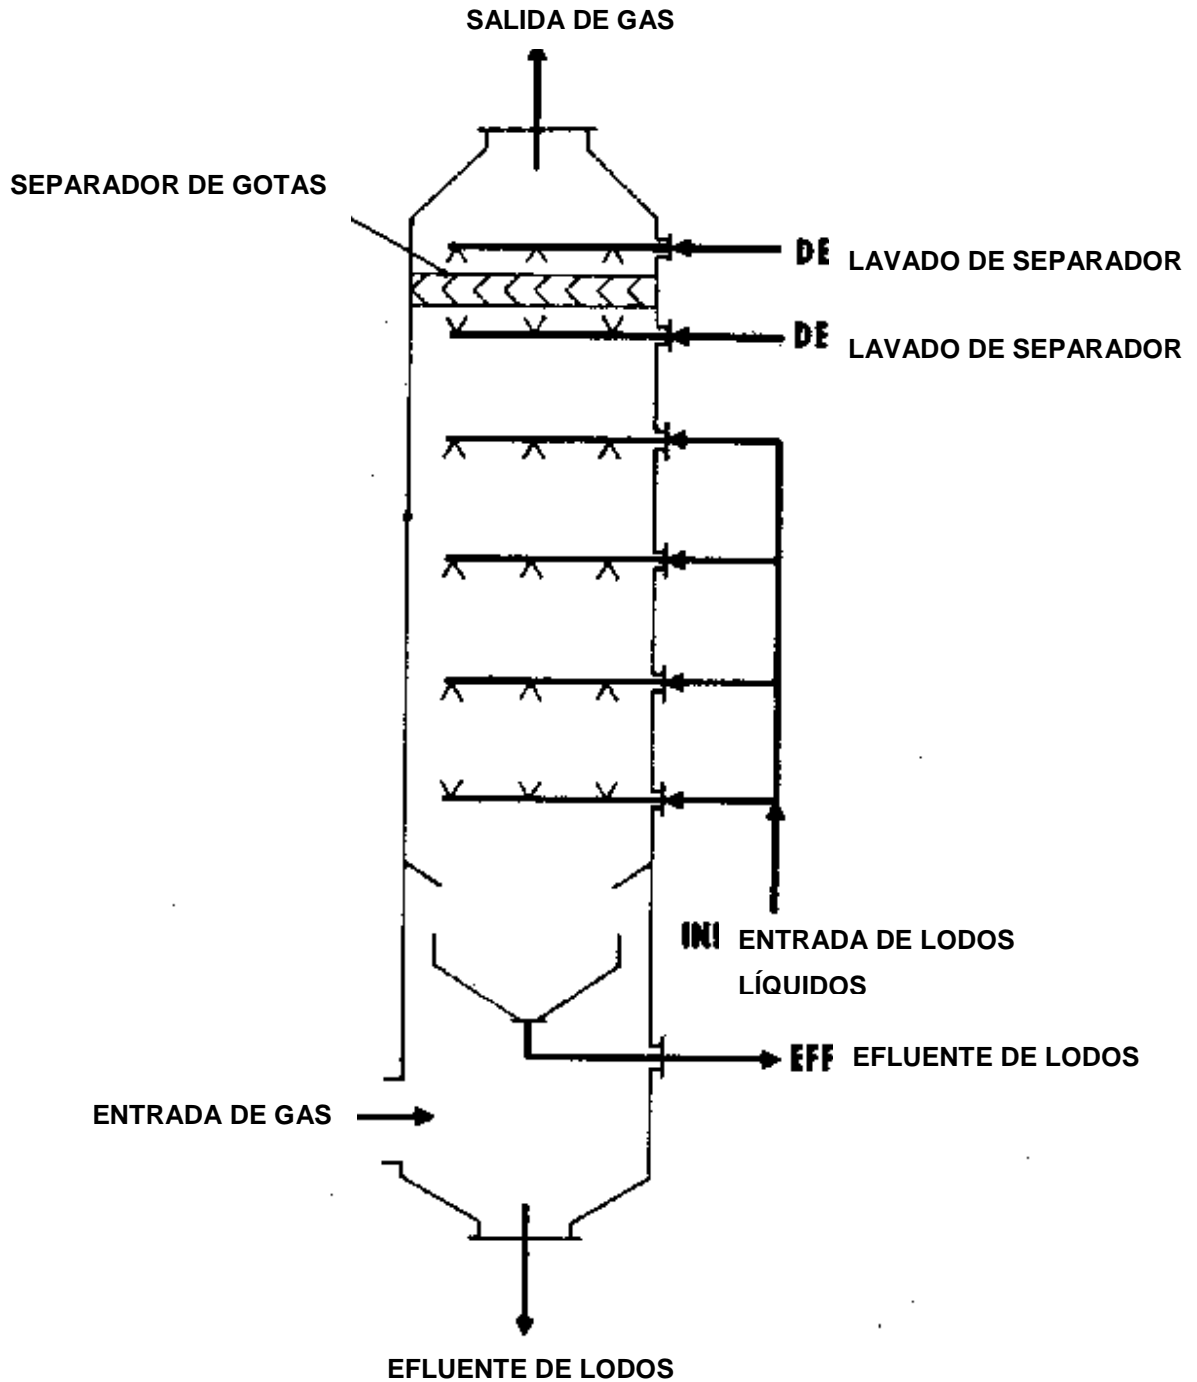 SALIDA DE GAS
SEPARADOR DE GOTAS
DE LAVADO DE SEPARADOR
DE LAVADO DE SEPARADOR
ENTRADA DE LODOS
LÍQUIDOS
EFF EFLUENTE DE LODOS
ENTRADA DE GAS
EFLUENTE DE LODOS